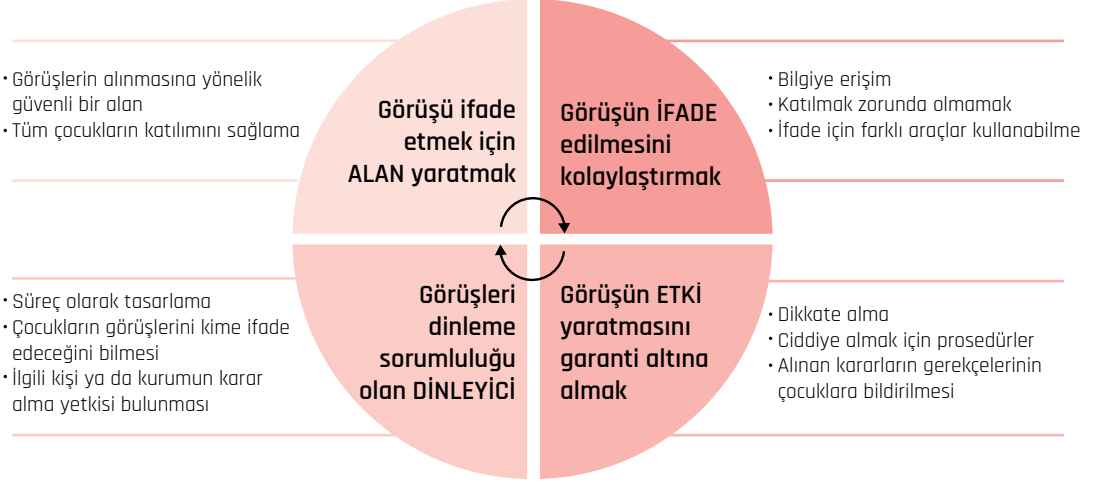 • Görüşlerin alınmasına yönelik
güvenli bir alan
• Tüm çocukların katılımını sağlama
Görüşü ifade
etmek için
ALAN yaratmak
Görüşün İFADE
edilmesini
kolaylaştırmak
• Bilgiye erişim
• Katılmak zorunda olmamak
• İfade için farklı araçlar kullanabilme
• Süreç olarak tasarlama
• Çocukların görüşlerini kime ifade
edeceğini bilmesi
• İlgili kişi ya da kurumun karar
alma yetkisi bulunması
Görüşleri
dinleme
sorumluluğu
olan DİNLEYİCİ
Görüşün ETKİ
yaratmasını
garanti altına
almak
• Dikkate alma
• Ciddiye almak için prosedürler
• Alınan kararların gerekçelerinin
çocuklara bildirilmesi